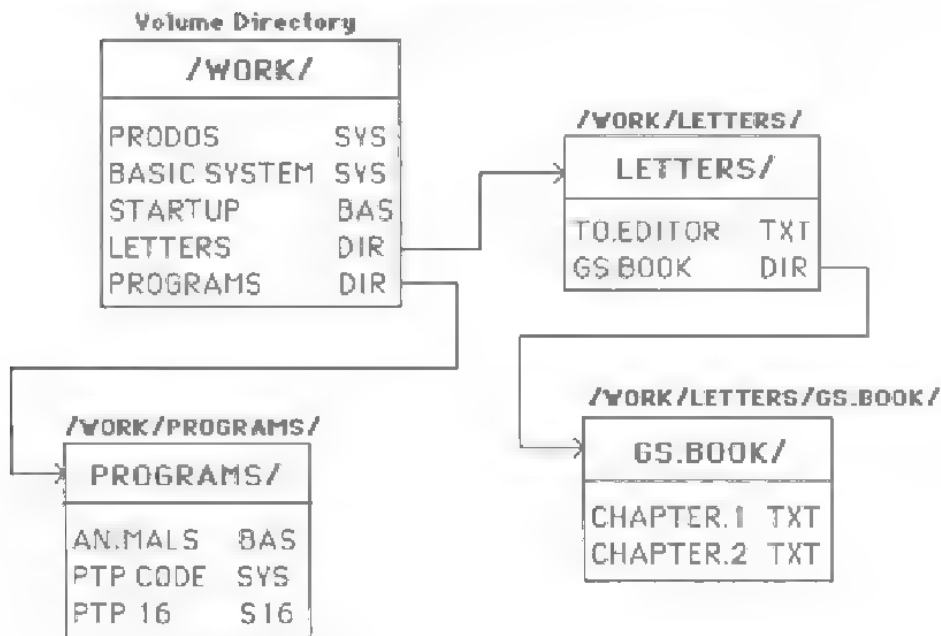 Volume Directory
/WORK/
PRODOS SYS
BASIC SYSTEM SYS
STARTUP BAS
LETTERS DIR
PROGRAMS DIR
/WORK/LETTERS/
LETTERS/
TO.EDITOR TXT
GS.BOOK DIR
/WORK/PROGRAMS/
PROGRAMS/
AN.MALS BAS
PTP CODE SYS
PTP 16 S16
/WORK/LETTERS/GS.BOOK/
GS.BOOK/
CHAPTER.1 TXT
CHAPTER.2 TXT